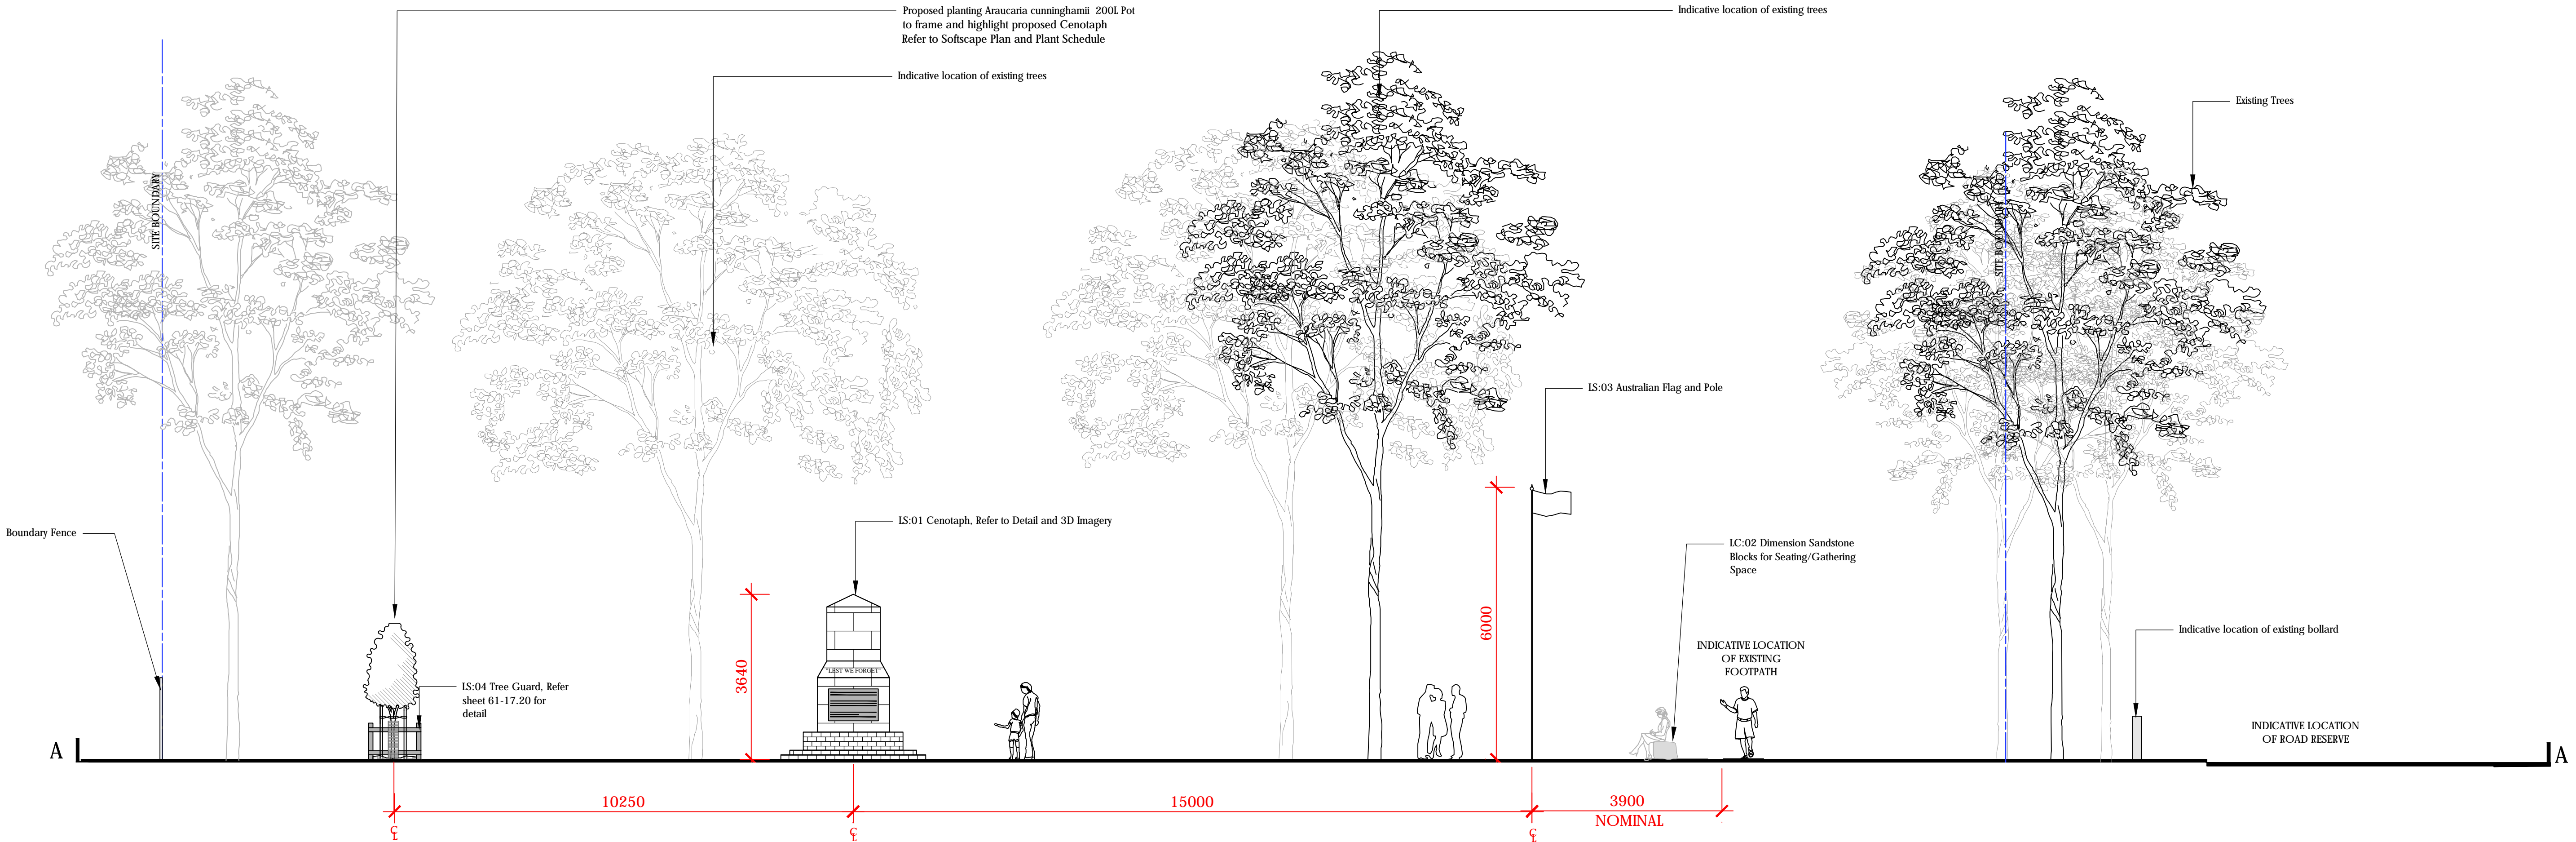 Proposed planting Araucaria cunninghamii 200L Pot
to frame and highlight proposed Cenotaph
Refer to Softscape Plan and Plant Schedule
Indicative location of existing trees
Indicative location of existing trees
Existing Trees
SITE BOUNDARY
SITE BOUNDARY
LS:03 Australian Flag and Pole
Boundary Fence
LS:01 Cenotaph, Refer to Detail and 3D Imagery
LC:02 Dimension Sandstone
Blocks for Seating/Gathering
Space
3640
6000
"LEST WE FORGET"
INDICATIVE LOCATION
OF EXISTING
FOOTPATH
Indicative location of existing bollard
LS:04 Tree Guard, Refer
sheet 61-17.20 for
detail
INDICATIVE LOCATION
OF ROAD RESERVE
A
A
10250
15000
3900
NOMINAL
℄
℄
℄